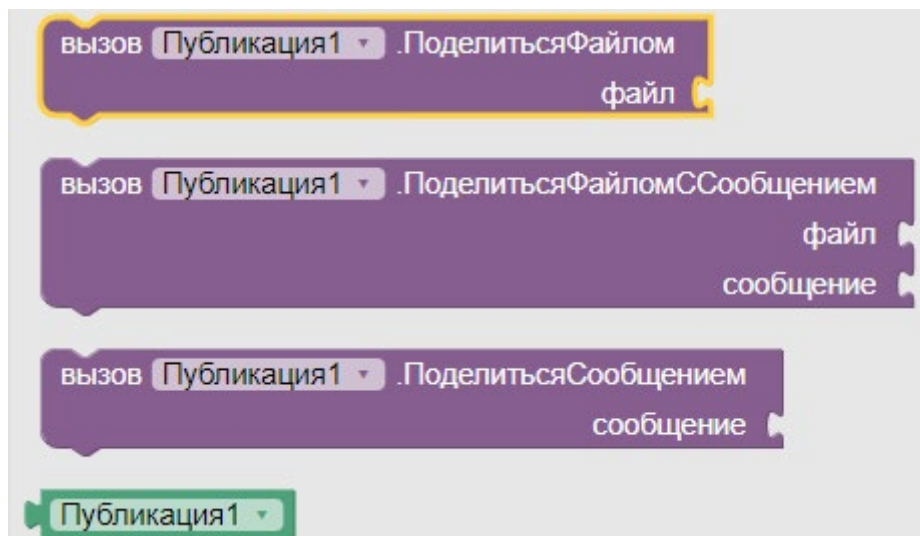 вызов Публикация1 .ПоделитьсяФайлом
файл
вызов Публикация1 .ПоделитьсяФайломССообщением
файл
сообщение
вызов Публикация1 .ПоделитьсяСообщением
сообщение
Публикация1